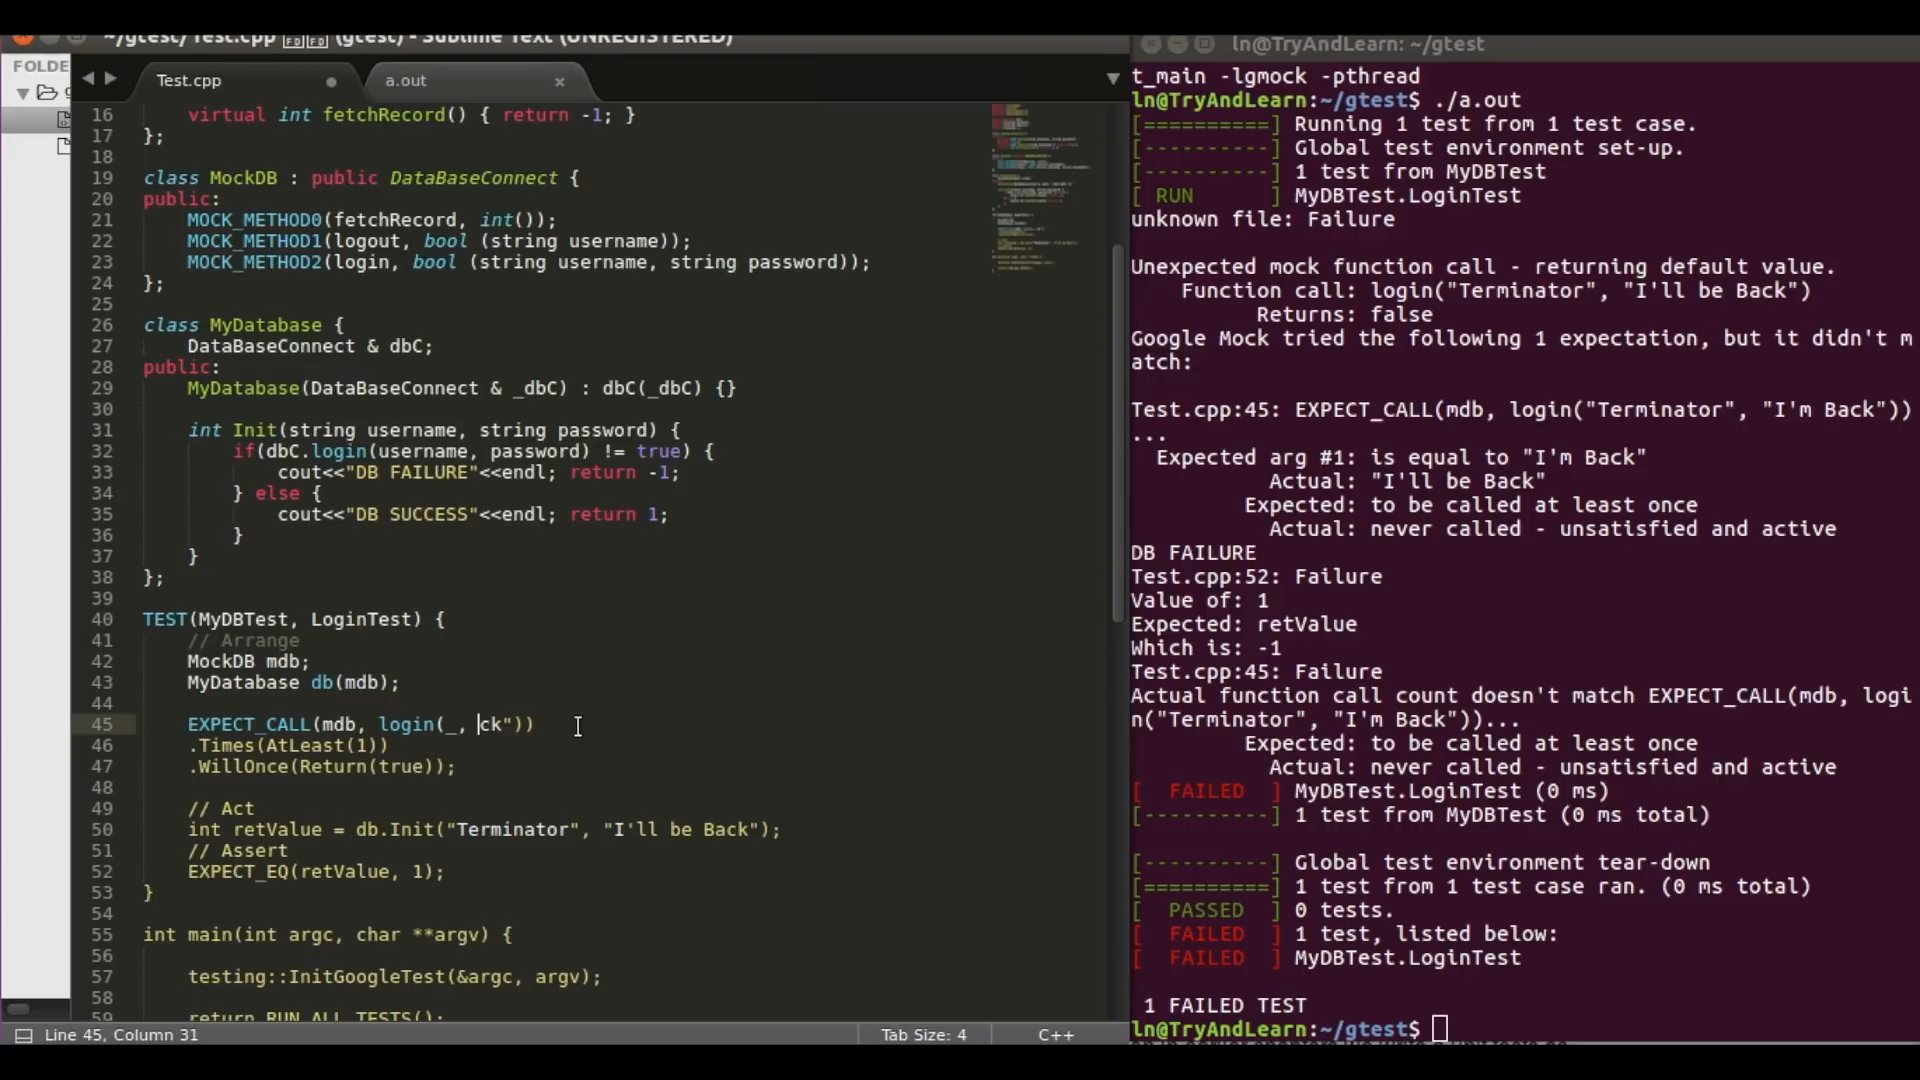 ~/gtest/Test.cpp (gtest) - Sublime Text (UNREGISTERED)
FOLDE
Test.cpp
a.out ×
16 virtual int fetchRecord() { return -1; }
17 };
18
19 class MockDB : public DataBaseConnect {
20 public:
21 MOCK_METHOD0(fetchRecord, int());
22 MOCK_METHOD1(logout, bool (string username));
23 MOCK_METHOD2(login, bool (string username, string password));
24 };
25
26 class MyDatabase {
27 DataBaseConnect & dbC;
28 public:
29 MyDatabase(DataBaseConnect & _dbC) : dbC(_dbC) {}
30
31 int Init(string username, string password) {
32 if(dbC.login(username, password) != true) {
33 cout<<"DB FAILURE"<<endl; return -1;
34 } else {
35 cout<<"DB SUCCESS"<<endl; return 1;
36 }
37 }
38 };
39
40 TEST(MyDBTest, LoginTest) {
41 // Arrange
42 MockDB mdb;
43 MyDatabase db(mdb);
44
45 EXPECT_CALL(mdb, login(_, ck"))
46 .Times(AtLeast(1))
47 .WillOnce(Return(true));
48
49 // Act
50 int retValue = db.Init("Terminator", "I'll be Back");
51 // Assert
52 EXPECT_EQ(retValue, 1);
53 }
54
55 int main(int argc, char **argv) {
56
57 testing::InitGoogleTest(&argc, argv);
58
59 return RUN_ALL_TESTS();
Line 45, Column 31
Tab Size: 4
C++
ln@TryAndLearn: ~/gtest
t_main -lgmock -pthread
ln@TryAndLearn:~/gtest$ ./a.out
[==========] Running 1 test from 1 test case.
[----------] Global test environment set-up.
[----------] 1 test from MyDBTest
[ RUN      ] MyDBTest.LoginTest
unknown file: Failure
Unexpected mock function call - returning default value.
Function call: login("Terminator", "I'll be Back")
Returns: false
Google Mock tried the following 1 expectation, but it didn't m
atch:
Test.cpp:45: EXPECT_CALL(mdb, login("Terminator", "I'm Back"))
...
Expected arg #1: is equal to "I'm Back"
Actual: "I'll be Back"
Expected: to be called at least once
Actual: never called - unsatisfied and active
DB FAILURE
Test.cpp:52: Failure
Value of: 1
Expected: retValue
Which is: -1
Test.cpp:45: Failure
Actual function call count doesn't match EXPECT_CALL(mdb, logi
n("Terminator", "I'm Back"))...
Expected: to be called at least once
Actual: never called - unsatisfied and active
[  FAILED  ] MyDBTest.LoginTest (0 ms)
[----------] 1 test from MyDBTest (0 ms total)
[----------] Global test environment tear-down
[==========] 1 test from 1 test case ran. (0 ms total)
[  PASSED  ] 0 tests.
[  FAILED  ] 1 test, listed below:
[  FAILED  ] MyDBTest.LoginTest
1 FAILED TEST
ln@TryAndLearn:~/gtest$